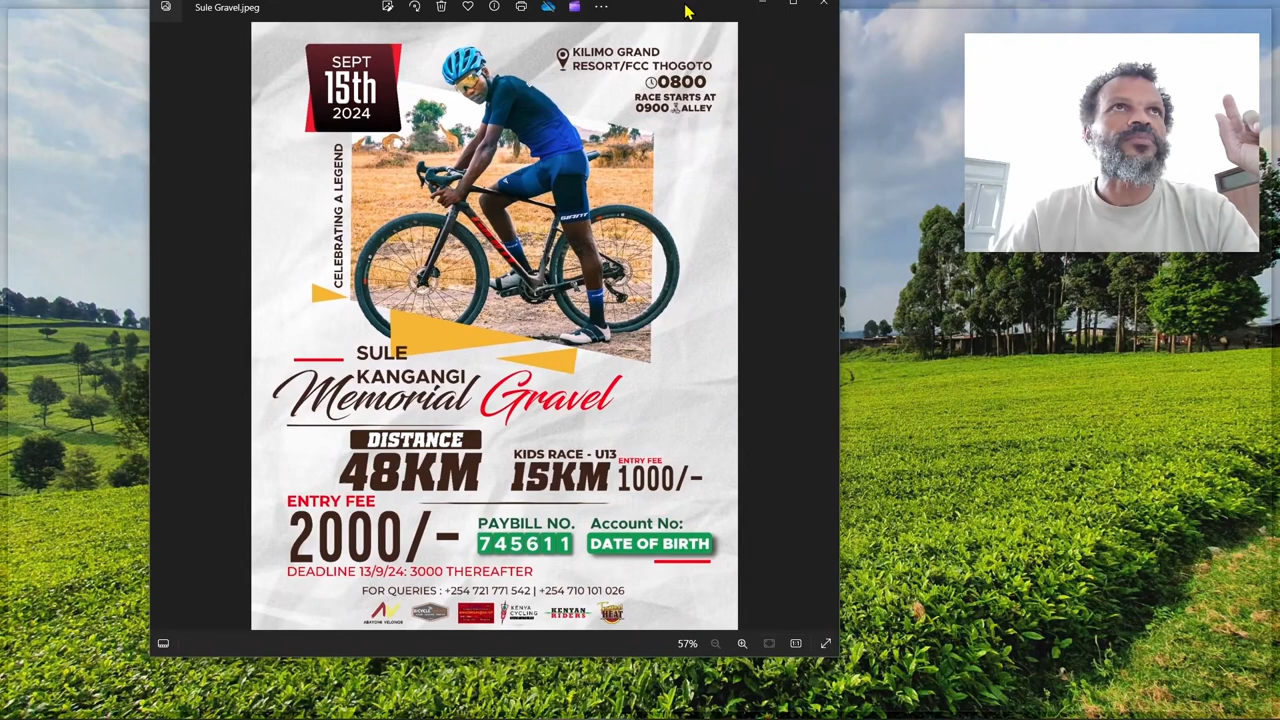 Sule Gravel.jpeg
SEPT
15th
2024
KILIMO GRAND
RESORT/FCC THOGOTO
0800
RACE STARTS AT
0900 ALLEY
CELEBRATING A LEGEND
GIANT
SULE
KANGANGI
Memorial Gravel
DISTANCE
48KM
KIDS RACE - U13
15KM
ENTRY FEE
1000/-
ENTRY FEE
2000/-
PAYBILL NO.
745611
Account No:
DATE OF BIRTH
DEADLINE 13/9/24: 3000 THEREAFTER
FOR QUERIES : +254 721 771 542 | +254 710 101 026
KENYA
CYCLING
KENYAN
RIDERS
HEAT
57%